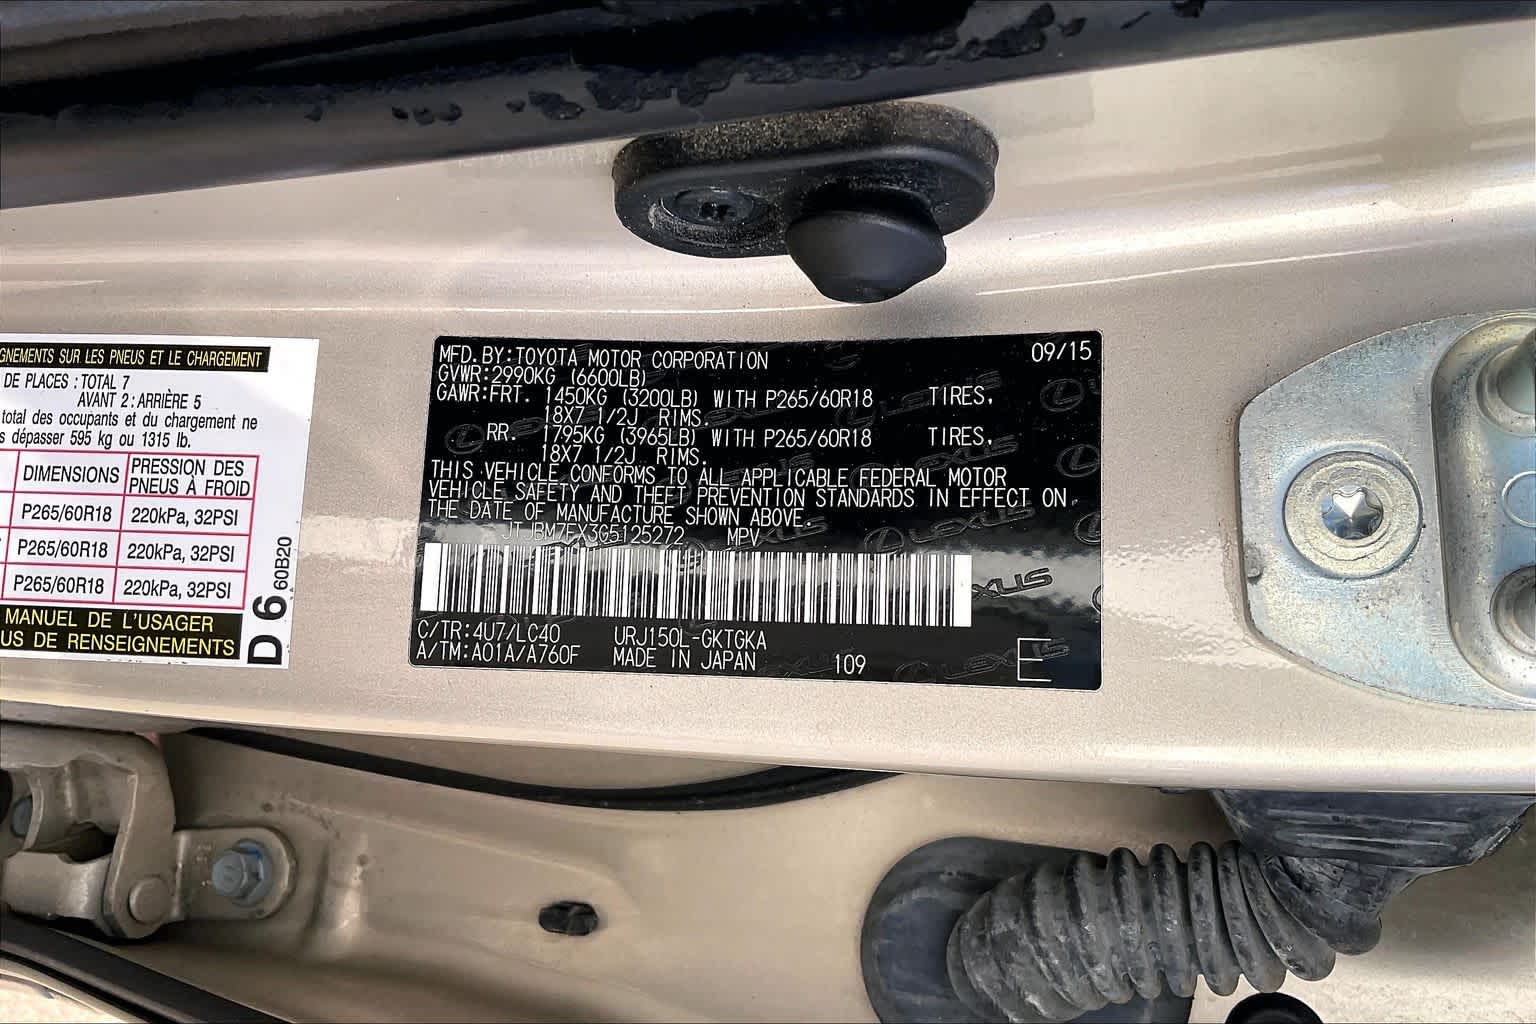 GNEMENTS SUR LES PNEUS ET LE CHARGEMENT
DE PLACES : TOTAL 7
AVANT 2 : ARRIÈRE 5
total des occupants et du chargement ne
s dépasser 595 kg ou 1315 lb.
DIMENSIONS PRESSION DES PNEUS À FROID
P265/60R18 220kPa, 32PSI
P265/60R18 220kPa, 32PSI
P265/60R18 220kPa, 32PSI
MANUEL DE L'USAGER
US DE RENSEIGNEMENTS
D 6 60B20
MFD.BY:TOYOTA MOTOR CORPORATION 09/15
GVWR:2990KG (6600LB)
GAWR:FRT. 1450KG (3200LB) WITH P265/60R18 TIRES,
18X7 1/2J RIMS.
RR. 1795KG (3965LB) WITH P265/60R18 TIRES,
18X7 1/2J RIMS.
THIS VEHICLE CONFORMS TO ALL APPLICABLE FEDERAL MOTOR
VEHICLE SAFETY AND THEFT PREVENTION STANDARDS IN EFFECT ON
THE DATE OF MANUFACTURE SHOWN ABOVE.
JTJBM7FX3G5125272 MPV
C/TR:4U7/LC40 URJ150L-GKTGKA
A/TM:A01A/A760F MADE IN JAPAN 109 E